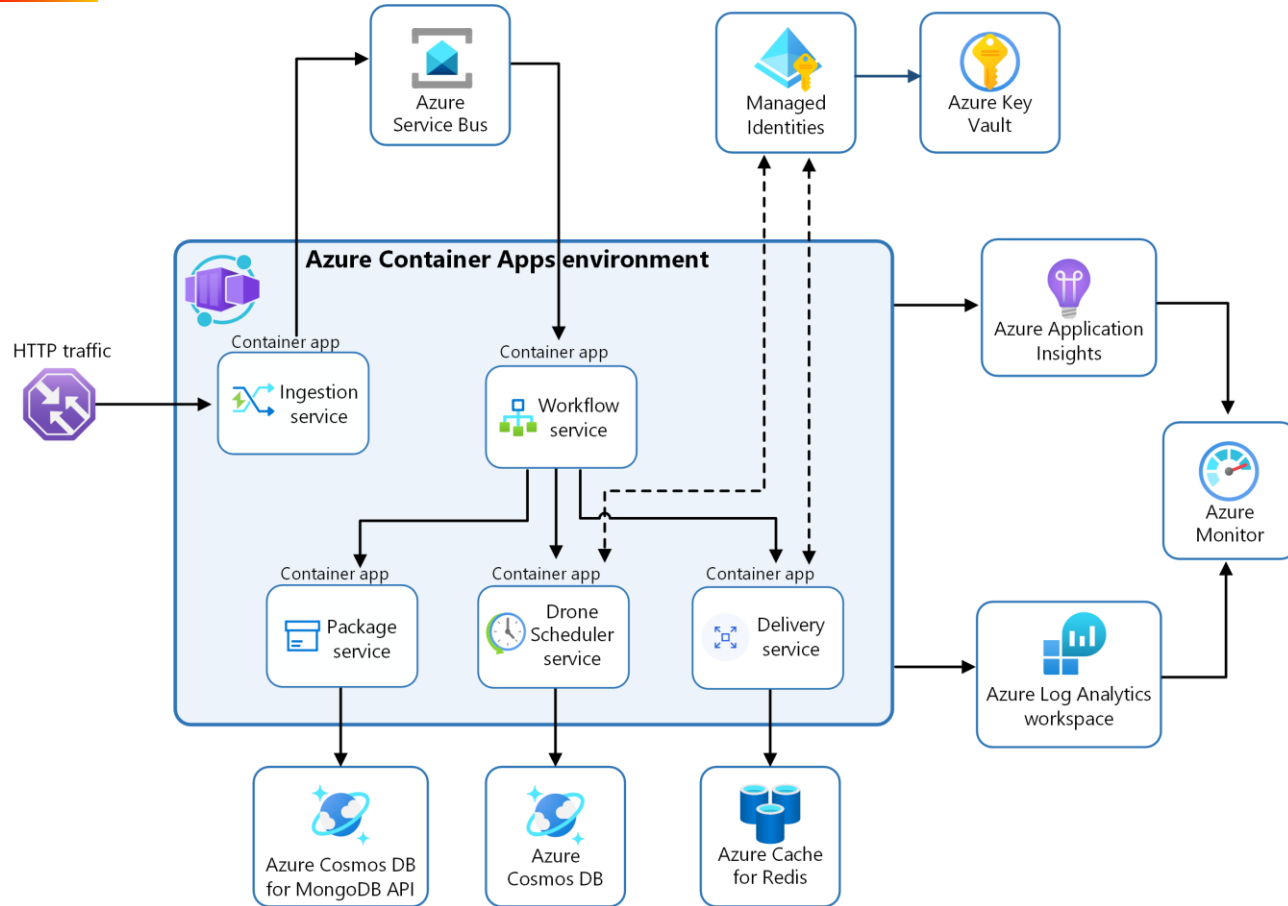 Azure
Service Bus
Managed
Identities
Azure Key
Vault
Azure Container Apps environment
HTTP traffic
Container app
Ingestion
service
Container app
Workflow
service
Azure Application
Insights
Azure
Monitor
Container app
Package
service
Container app
Drone
Scheduler
service
Container app
Delivery
service
Azure Log Analytics
workspace
Azure Cosmos DB
for MongoDB API
Azure
Cosmos DB
Azure Cache
for Redis